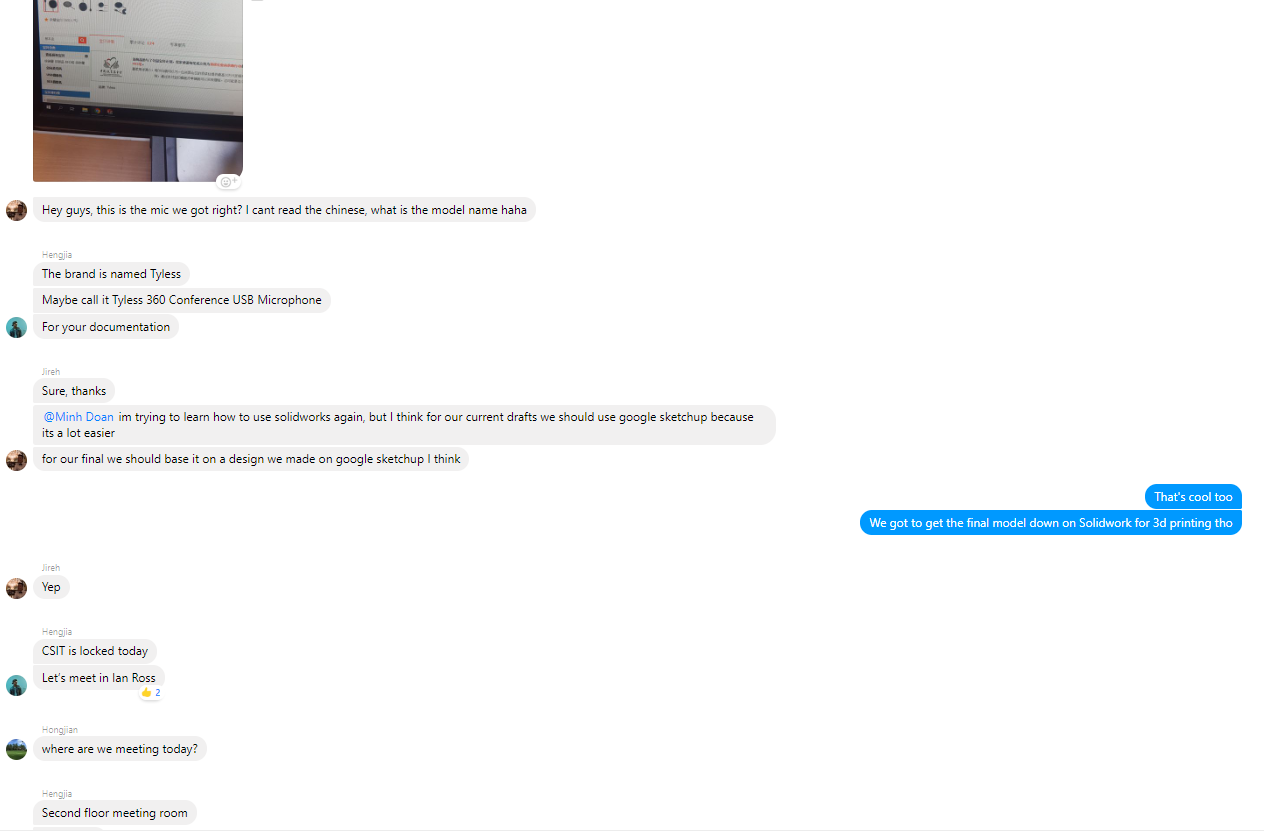 Hey guys, this is the mic we got right? I cant read the chinese, what is the model name haha
Hengjia
The brand is named Tyless
Maybe call it Tyless 360 Conference USB Microphone
For your documentation
Jireh
Sure, thanks
@Minh Doan im trying to learn how to use solidworks again, but I think for our current drafts we should use google sketchup because
its a lot easier
for our final we should base it on a design we made on google sketchup I think
That's cool too
We got to get the final model down on Solidwork for 3d printing tho
Jireh
Yep
Hengjia
CSIT is locked today
Let's meet in Ian Ross
2
Hongjian
where are we meeting today?
Hengjia
Second floor meeting room